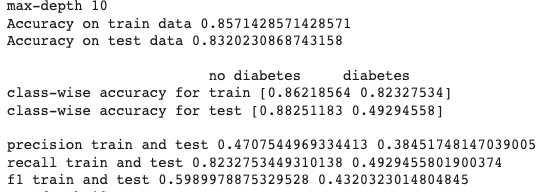 max-depth 10
Accuracy on train data 0.8571428571428571
Accuracy on test data 0.8320230868743158
no diabetes diabetes
class-wise accuracy for train [0.86218564 0.82327534]
class-wise accuracy for test [0.88251183 0.49294558]
precision train and test 0.4707544969334413 0.38451748147039005
recall train and test 0.8232753449310138 0.4929455801900374
f1 train and test 0.5989978875329528 0.4320323014804845